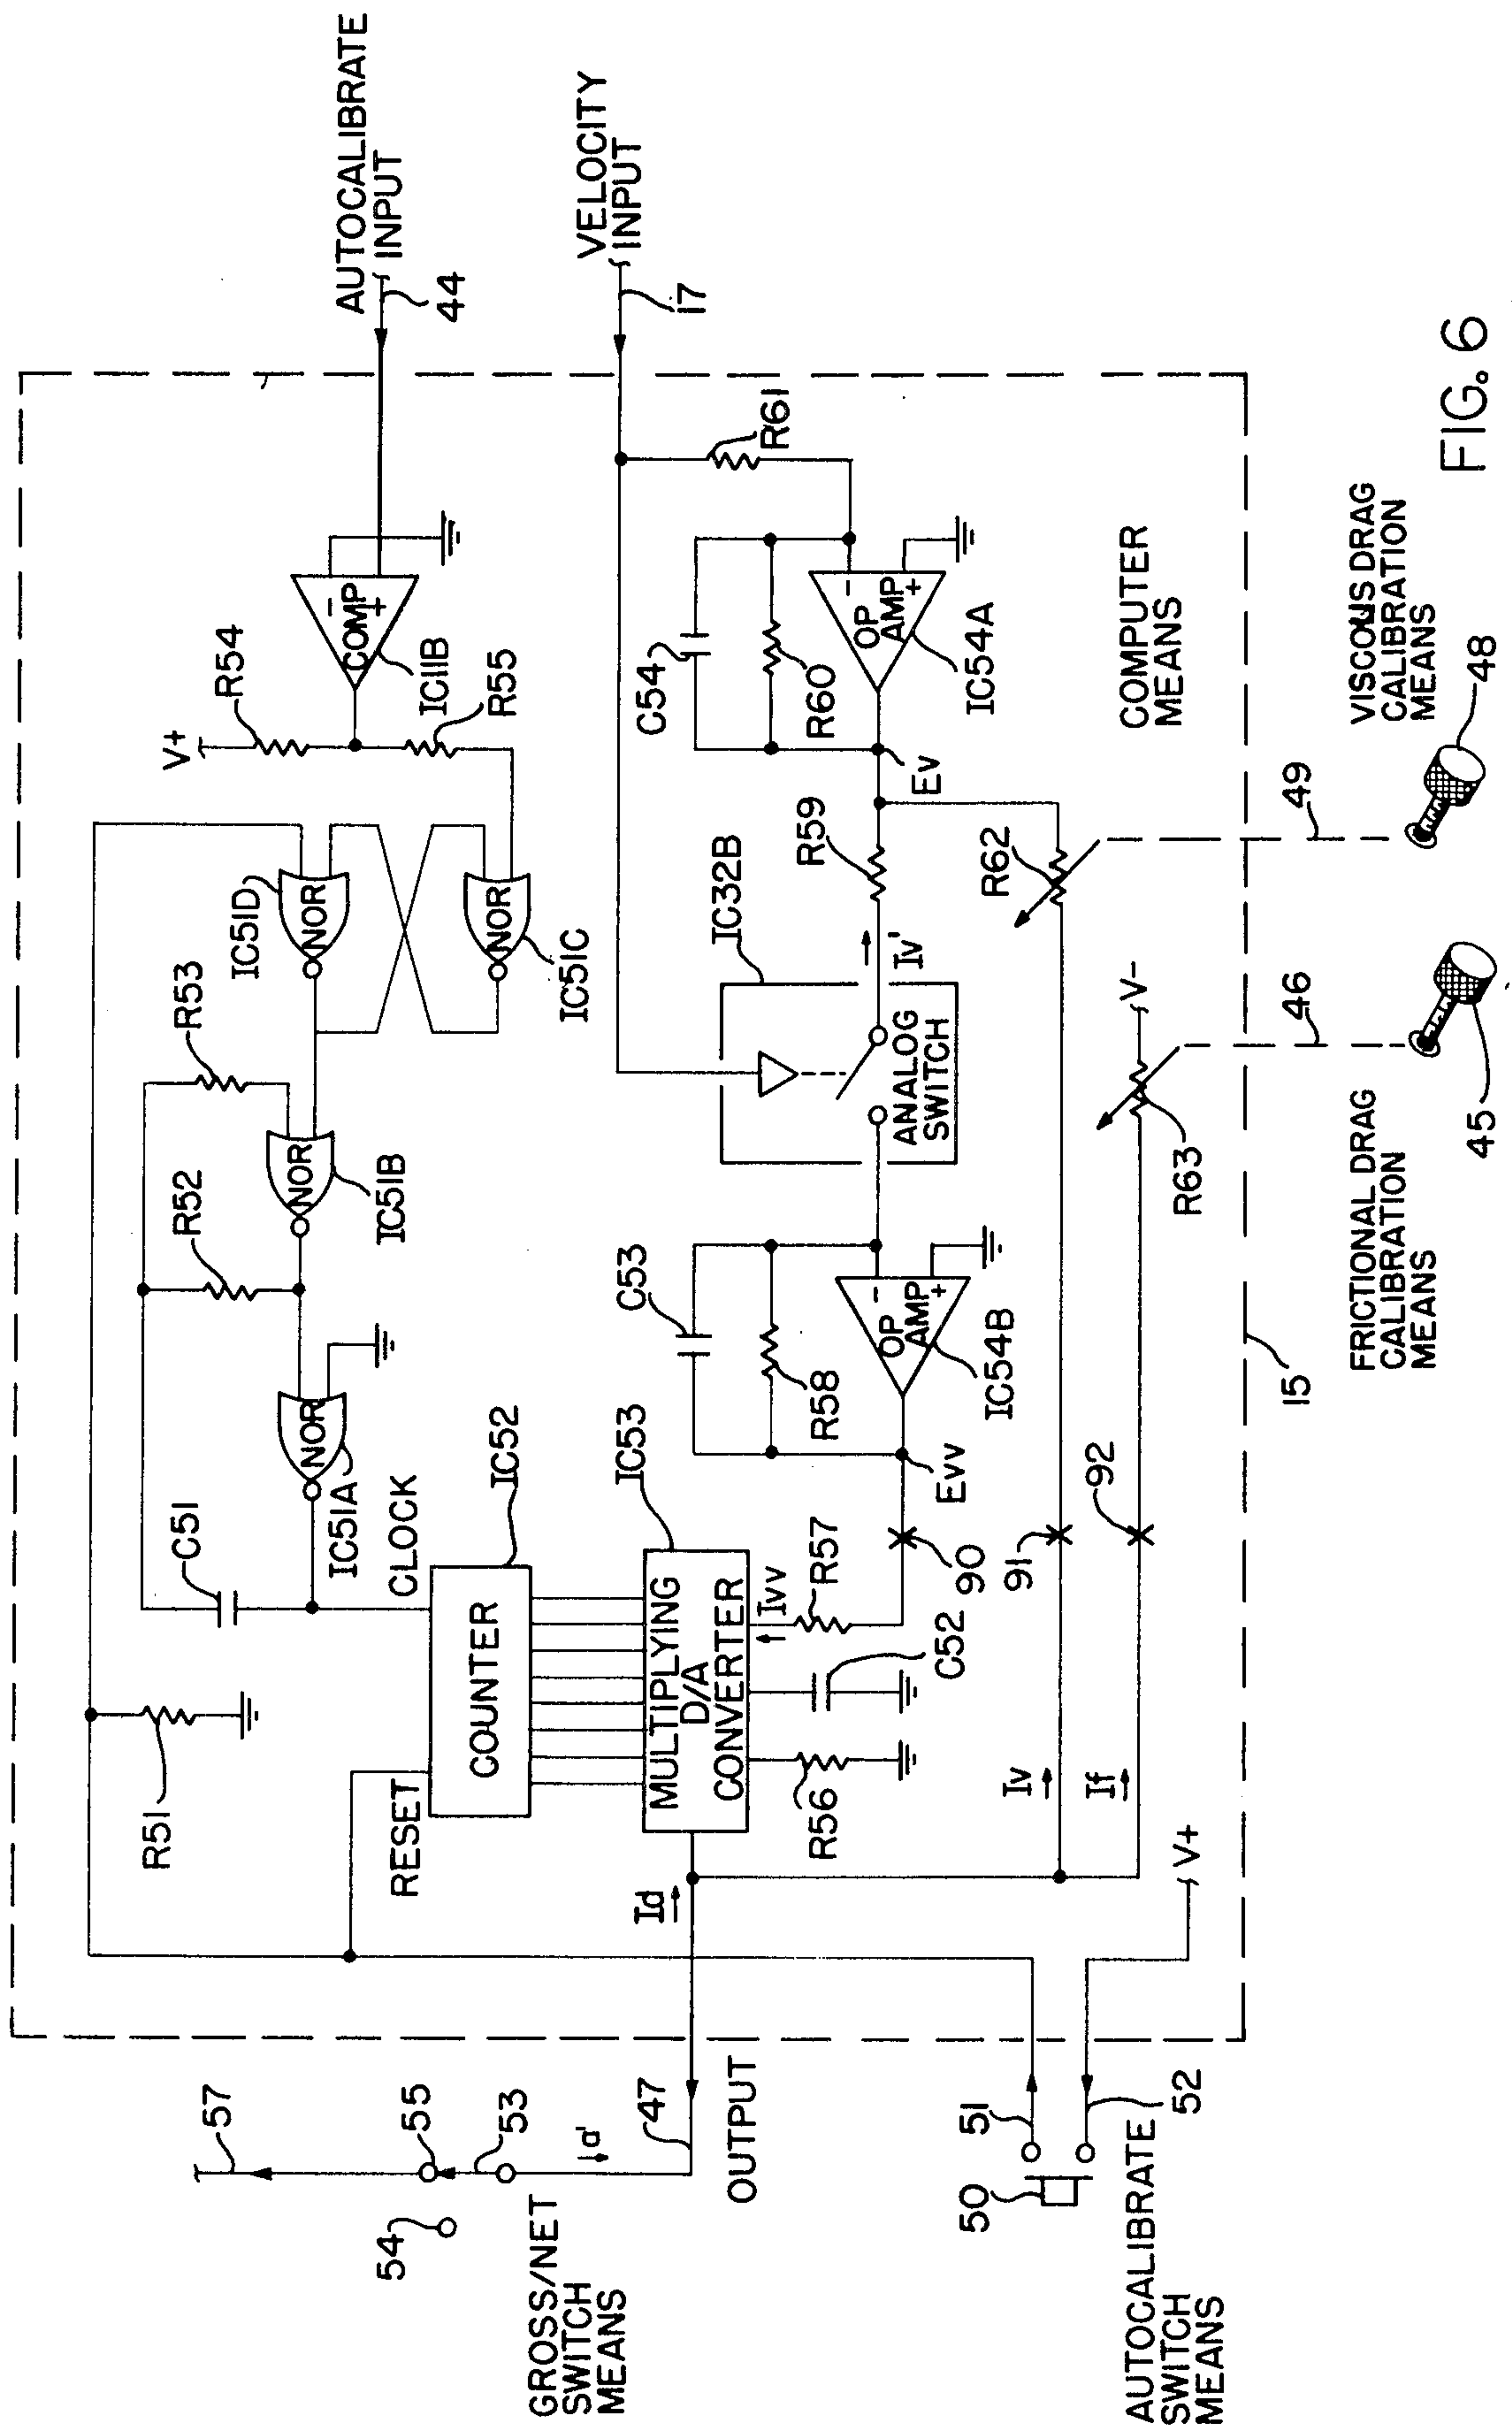 AUTOCALIBRATE
INPUT
44
VELOCITY
INPUT
17
R54
V+
COMP
-
+
IC11B
R55
IC51D
NOR
NOR
IC51C
R53
R52
NOR
IC51B
NOR
IC51A
C51
CLOCK
R51
RESET
COUNTER
IC52
IC53
MULTIPLYING
D/A
CONVERTER
Ivv
R57
C52
R56
90
Evv
C53
R58
OP
AMP
-
+
IC54B
IC32B
ANALOG
SWITCH
Iv'
R59
Ev
C54
R60
OP
AMP
-
+
IC54A
R61
COMPUTER
MEANS
R62
R63
V-
91
92
Iv
If
Id
V+
15
49
46
VISCOUS DRAG
CALIBRATION
MEANS
48
FRICTIONAL DRAG
CALIBRATION
MEANS
45
57
55
54
53
a'
47
GROSS/NET
SWITCH
MEANS
OUTPUT
51
50
52
AUTOCALIBRATE
SWITCH
MEANS
FIG. 6